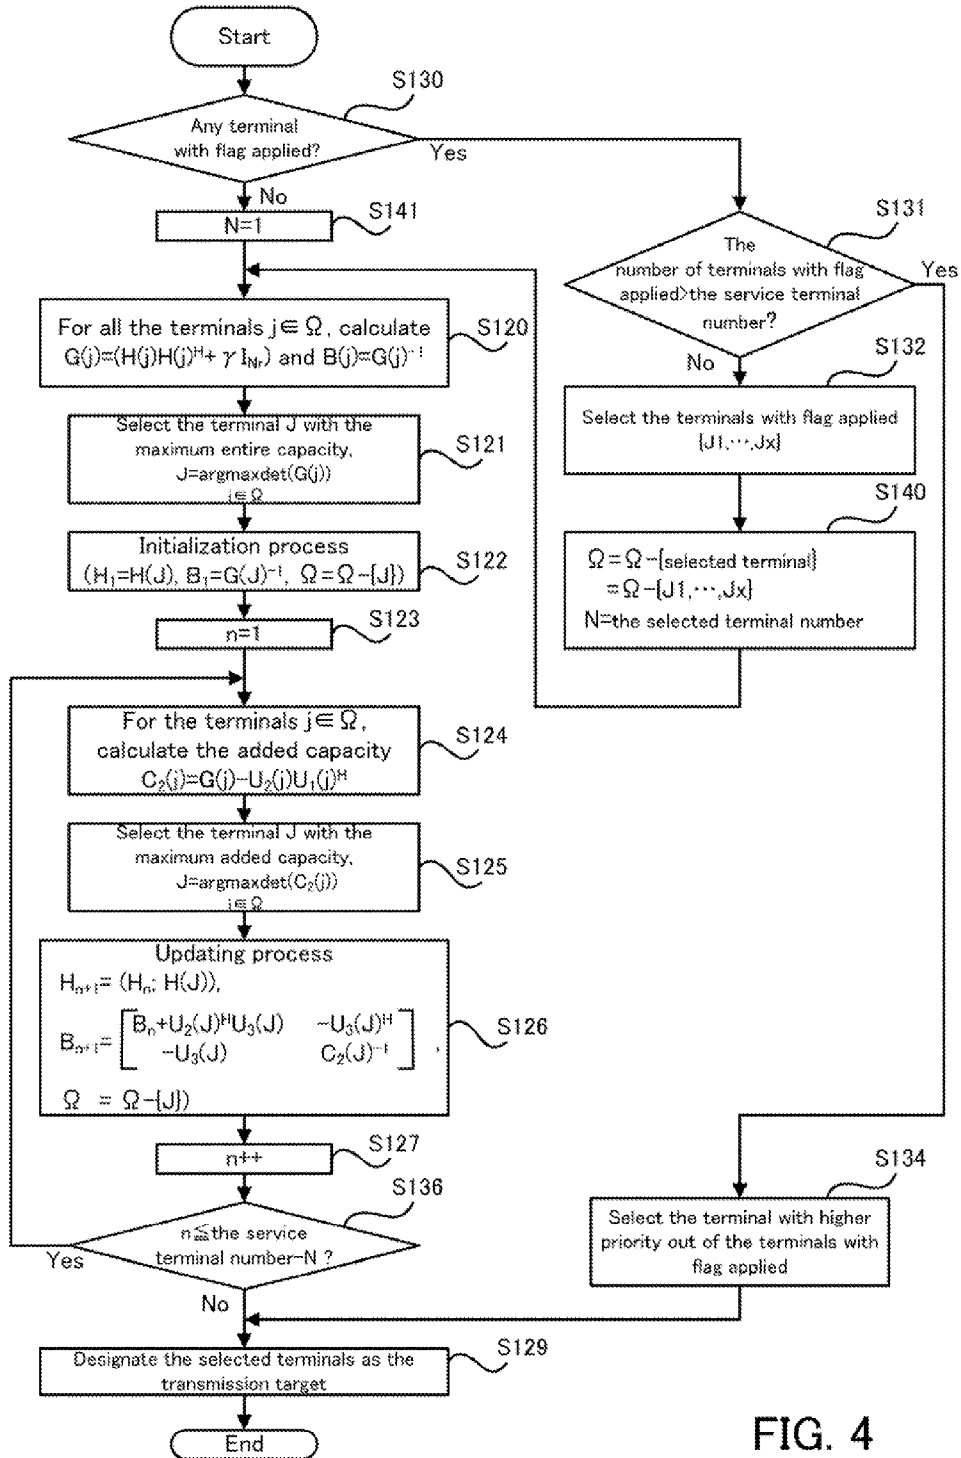 Start
S130
Any terminal
with flag applied?
Yes
No
S141
N=1
S131
The
number of terminals with flag
applied>the service terminal
number?
Yes
No
S120
For all the terminals j∈Ω, calculate
G(j)=(H(j)H(j)ᴴ+γI_Nr) and B(j)=G(j)⁻¹
S132
Select the terminals with flag applied
{J1,⋯,Jx}
S121
Select the terminal J with the
maximum entire capacity,
J=argmaxdet(G(j))
j∈Ω
S140
Ω=Ω-{selected terminal}
=Ω-{J1,⋯,Jx}
N=the selected terminal number
S122
Initialization process
(H₁=H(J), B₁=G(J)⁻¹, Ω=Ω-{J})
S123
n=1
S124
For the terminals j∈Ω,
calculate the added capacity
C₂(j)=G(j)-U₂(j)U₁(j)ᴴ
S125
Select the terminal J with the
maximum added capacity,
J=argmaxdet(C₂(j))
j∈Ω
S126
Updating process
Hₙ₊₁= (Hₙ; H(J)),
Bₙ₊₁= [Bₙ+U₂(J)ᴴU₃(J) -U₃(J)ᴴ
-U₃(J) C₂(J)⁻¹] ,
Ω = Ω-{J})
S127
n++
S136
n≦the service
terminal number-N ?
Yes
No
S134
Select the terminal with higher
priority out of the terminals with
flag applied
S129
Designate the selected terminals as the
transmission target
End
FIG. 4